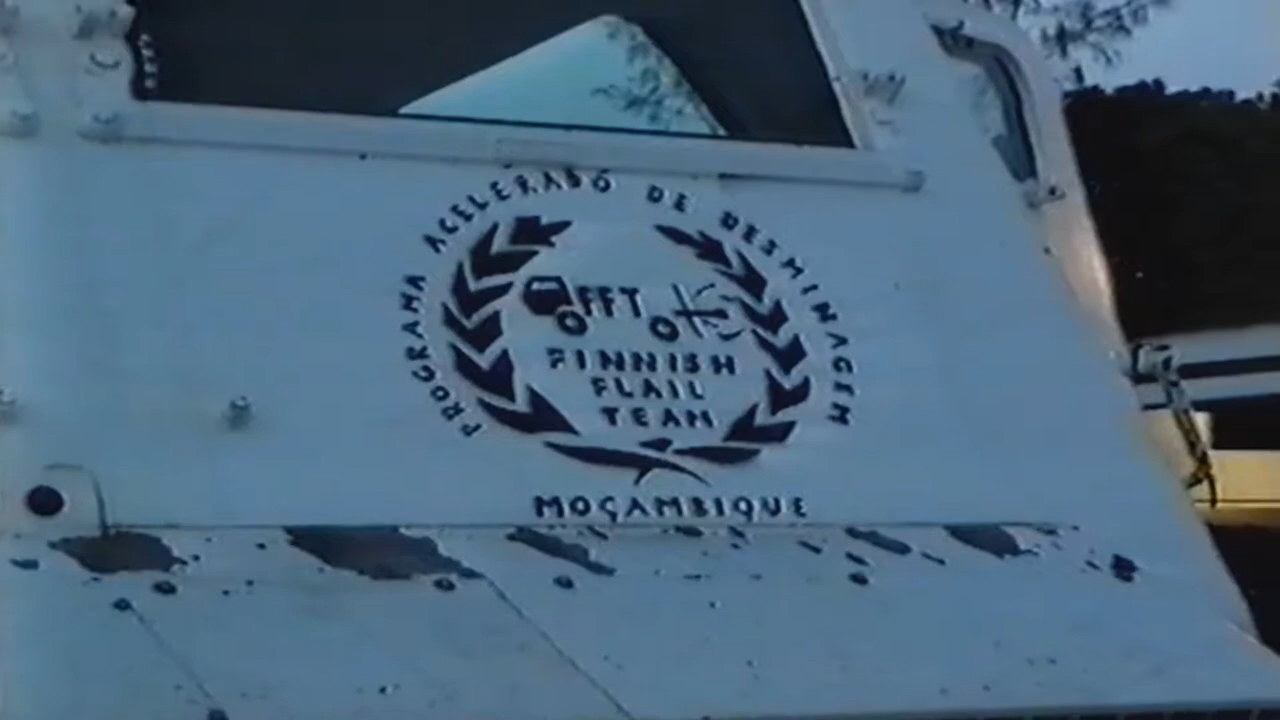 PROGRAMA ACELERADO DE DESMINAGEM
FFT
FINNISH
FLAIL
TEAM
MOÇAMBIQUE